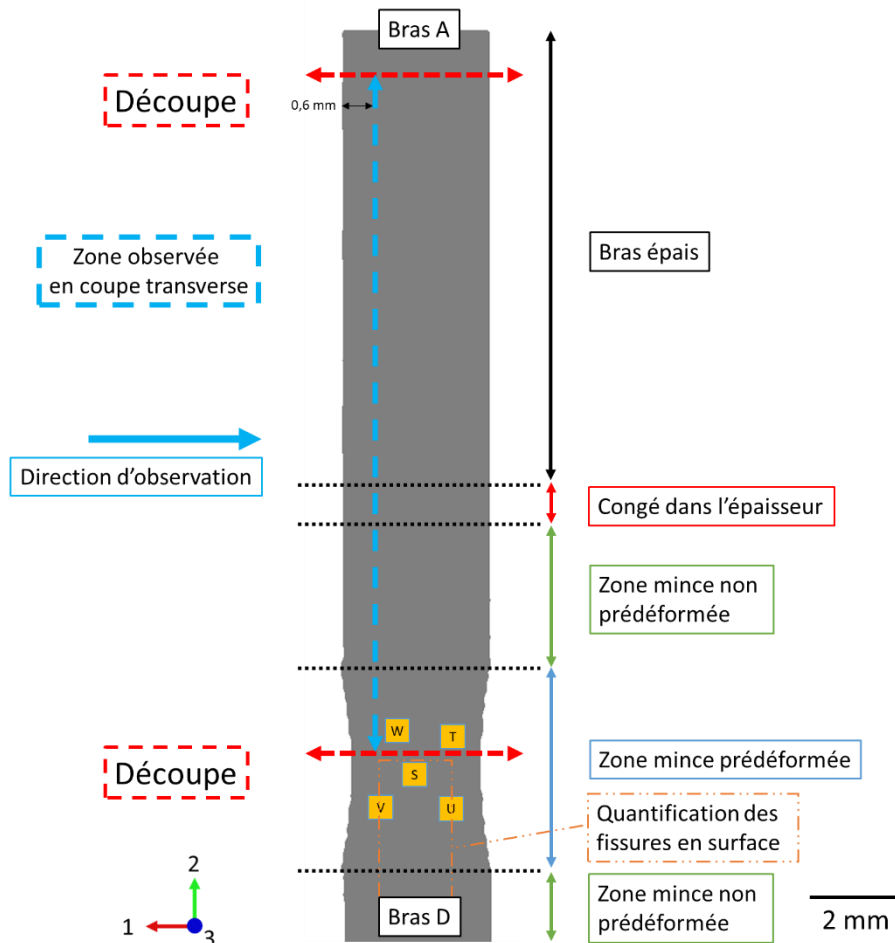 Bras A
Découpe
0,6 mm
Zone observée
en coupe transverse
Bras épais
Direction d’observation
Congé dans l’épaisseur
Zone mince non
prédéformée
W
T
Découpe
Zone mince prédéformée
S
V
U
Quantification des
fissures en surface
2
1
3
Bras D
Zone mince non
prédéformée
2 mm